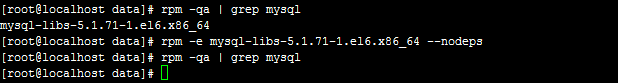 [root@localhost data]# rpm -qa | grep mysql
mysql-libs-5.1.71-1.el6.x86_64
[root@localhost data]# rpm -e mysql-libs-5.1.71-1.el6.x86_64 --nodeps
[root@localhost data]# rpm -qa | grep mysql
[root@localhost data]#